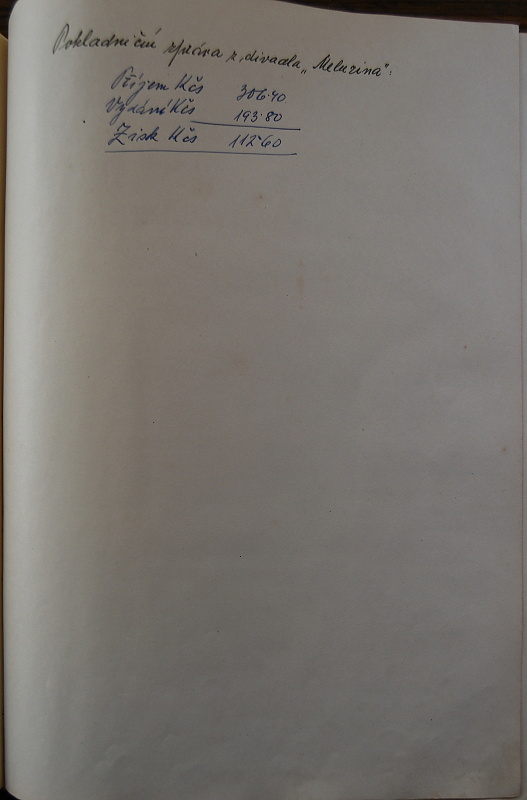 Pokladniční zpráva z divadla „Meluzina":
Příjem Kčs 306·40
Vydání Kčs 193·80
Zisk Kčs 112·60